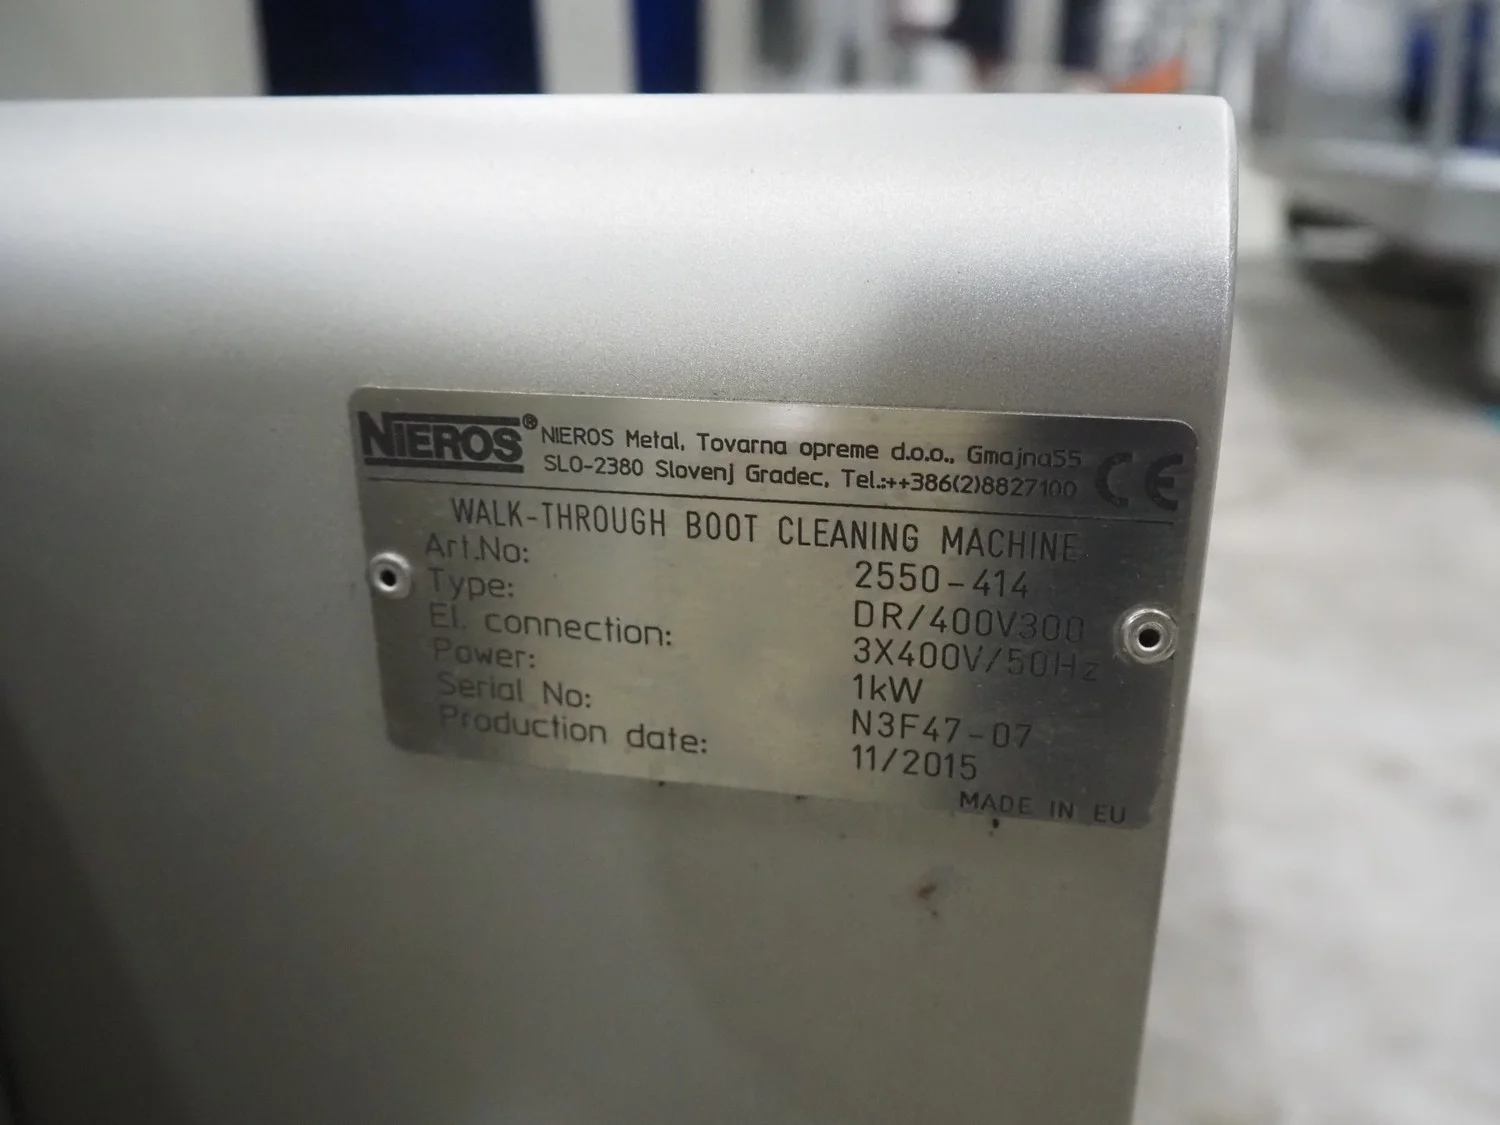 NIEROS® NIEROS Metal, Tovarna opreme d.o.o., Gmajna55
SLO-2380 Slovenj Gradec, Tel.:++386(2)8827100 CE
WALK-THROUGH BOOT CLEANING MACHINE
Art.No: 2550-414
Type: DR/400V300
El. connection: 3X400V/50Hz
Power: 1kW
Serial No: N3F47-07
Production date: 11/2015
MADE IN EU